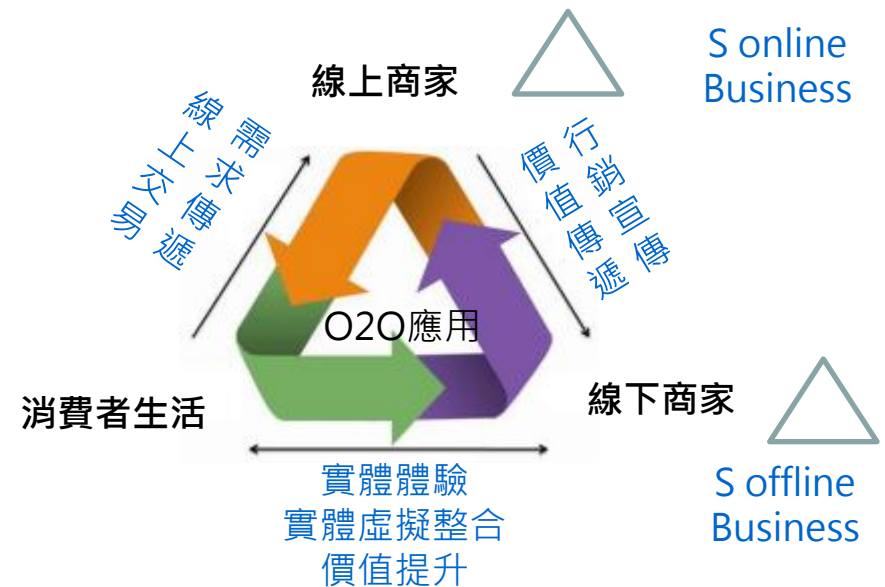 線上商家
S online
Business
需求傳遞
線上交易
行銷宣傳
價值傳遞
O2O應用
消費者生活
線下商家
實體體驗
實體虛擬整合
價值提升
S offline
Business